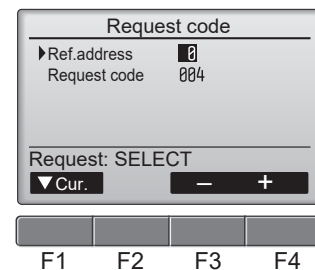 Request code
Ref.address 0
Request code 004
Request: SELECT
▼Cur. − +
F1 F2 F3 F4